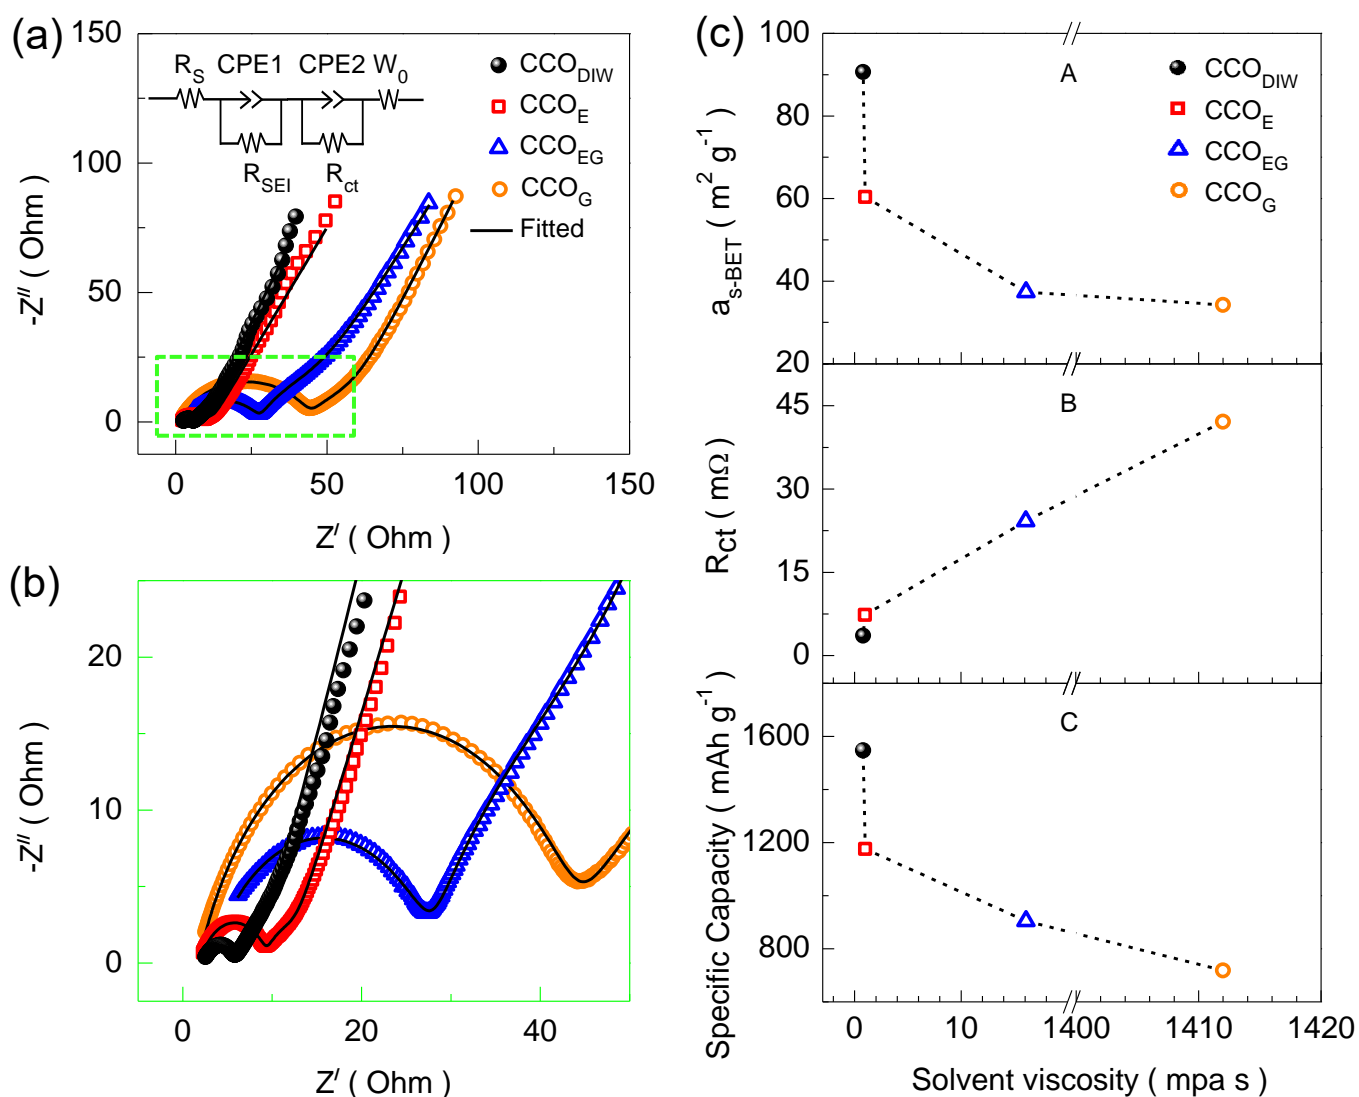 (a)
150
100
50
0
-Z″ ( Ohm )
0 50 100 150
Z′ ( Ohm )
R_S CPE1 CPE2 W_0
R_SEI R_ct
CCO_DIW
CCO_E
CCO_EG
CCO_G
Fitted
(b)
20
10
0
-Z″ ( Ohm )
0 20 40
Z′ ( Ohm )
(c)
100
80
60
40
20
a_s-BET ( m² g⁻¹ )
A
CCO_DIW
CCO_E
CCO_EG
CCO_G
20
45
30
15
0
R_ct ( mΩ )
B
1600
1200
800
Specific Capacity ( mAh g⁻¹ )
C
0 10 1400 1410 1420
Solvent viscosity ( mpa s )